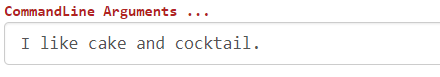 CommandLine Arguments ...
I like cake and cocktail.